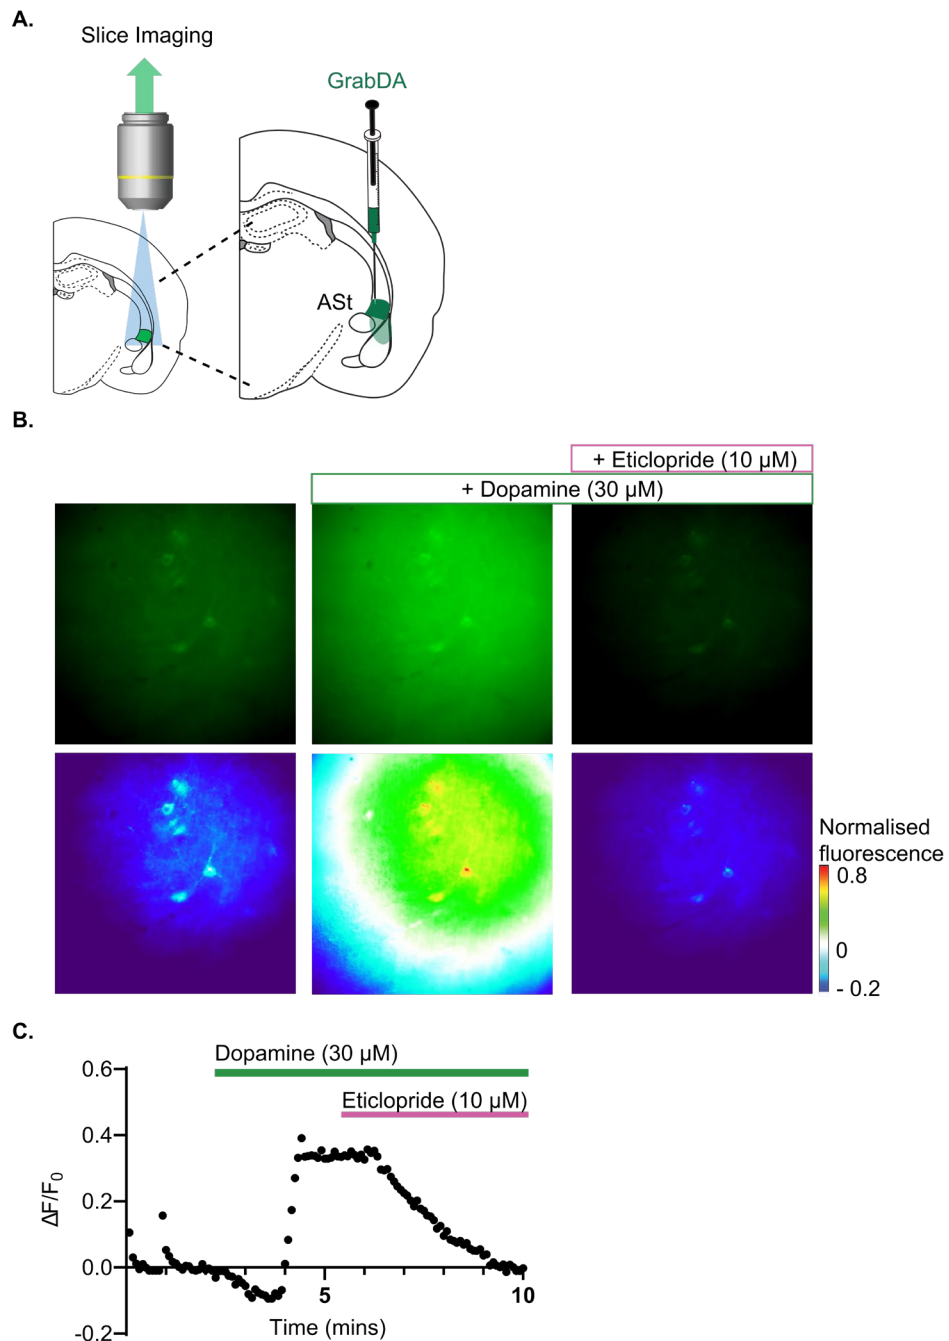 A.
Slice Imaging
GrabDA
ASt
B.
+ Eticlopride (10 µM)
+ Dopamine (30 µM)
Normalised
fluorescence
0.8
0
- 0.2
C.
Dopamine (30 µM)
Eticlopride (10 µM)
0.6
0.4
0.2
0.0
-0.2
ΔF/F0
5
10
Time (mins)